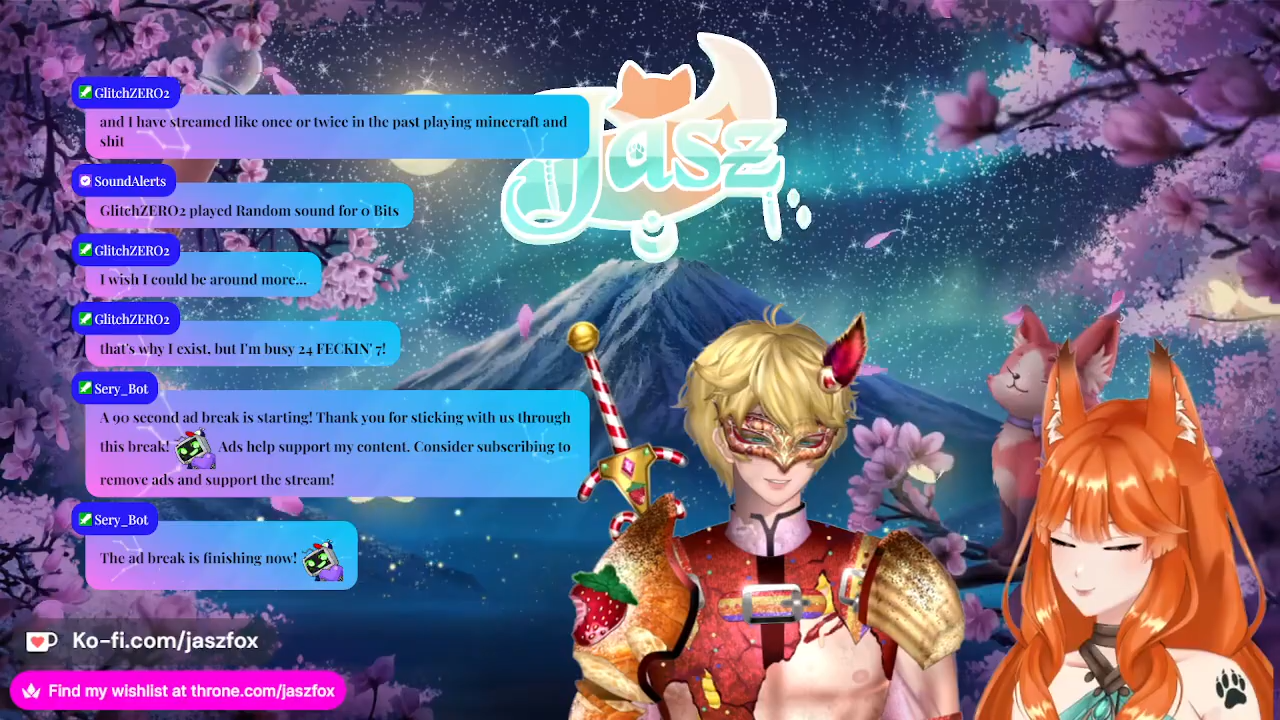 GlitchZERO2
and I have streamed like once or twice in the past playing minecraft and
shit
SoundAlerts
GlitchZERO2 played Random sound for 0 Bits
GlitchZERO2
I wish I could be around more...
GlitchZERO2
that's why I exist, but I'm busy 24 FECKIN' 7!
Sery_Bot
A 90 second ad break is starting! Thank you for sticking with us through
this break! Ads help support my content. Consider subscribing to
remove ads and support the stream!
Sery_Bot
The ad break is finishing now!
Ko-fi.com/jaszfox
Find my wishlist at throne.com/jaszfox
Jasz